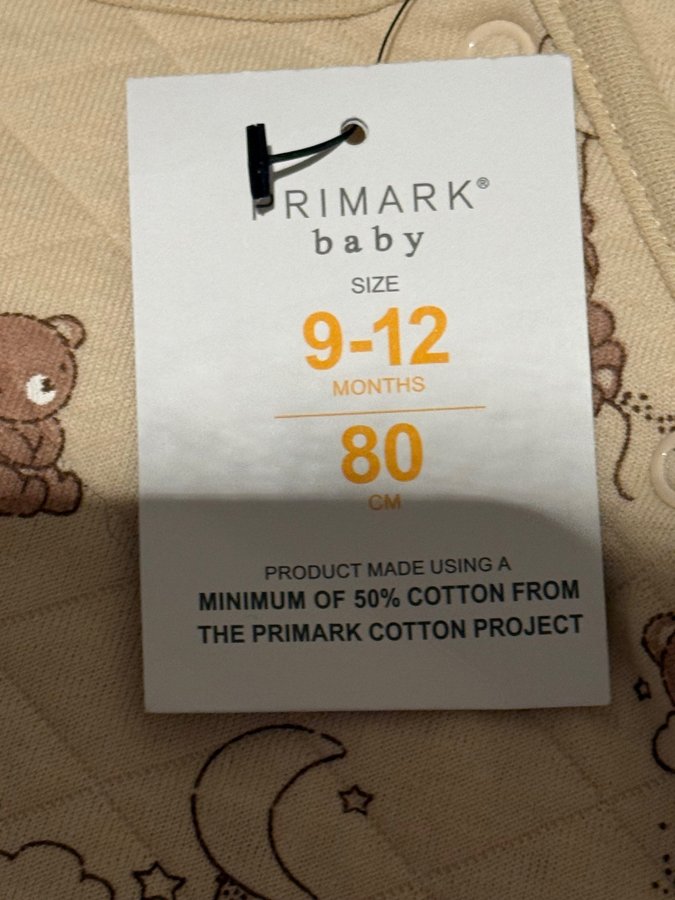 PRIMARK®
baby
SIZE
9-12
MONTHS
80
CM
PRODUCT MADE USING A
MINIMUM OF 50% COTTON FROM
THE PRIMARK COTTON PROJECT